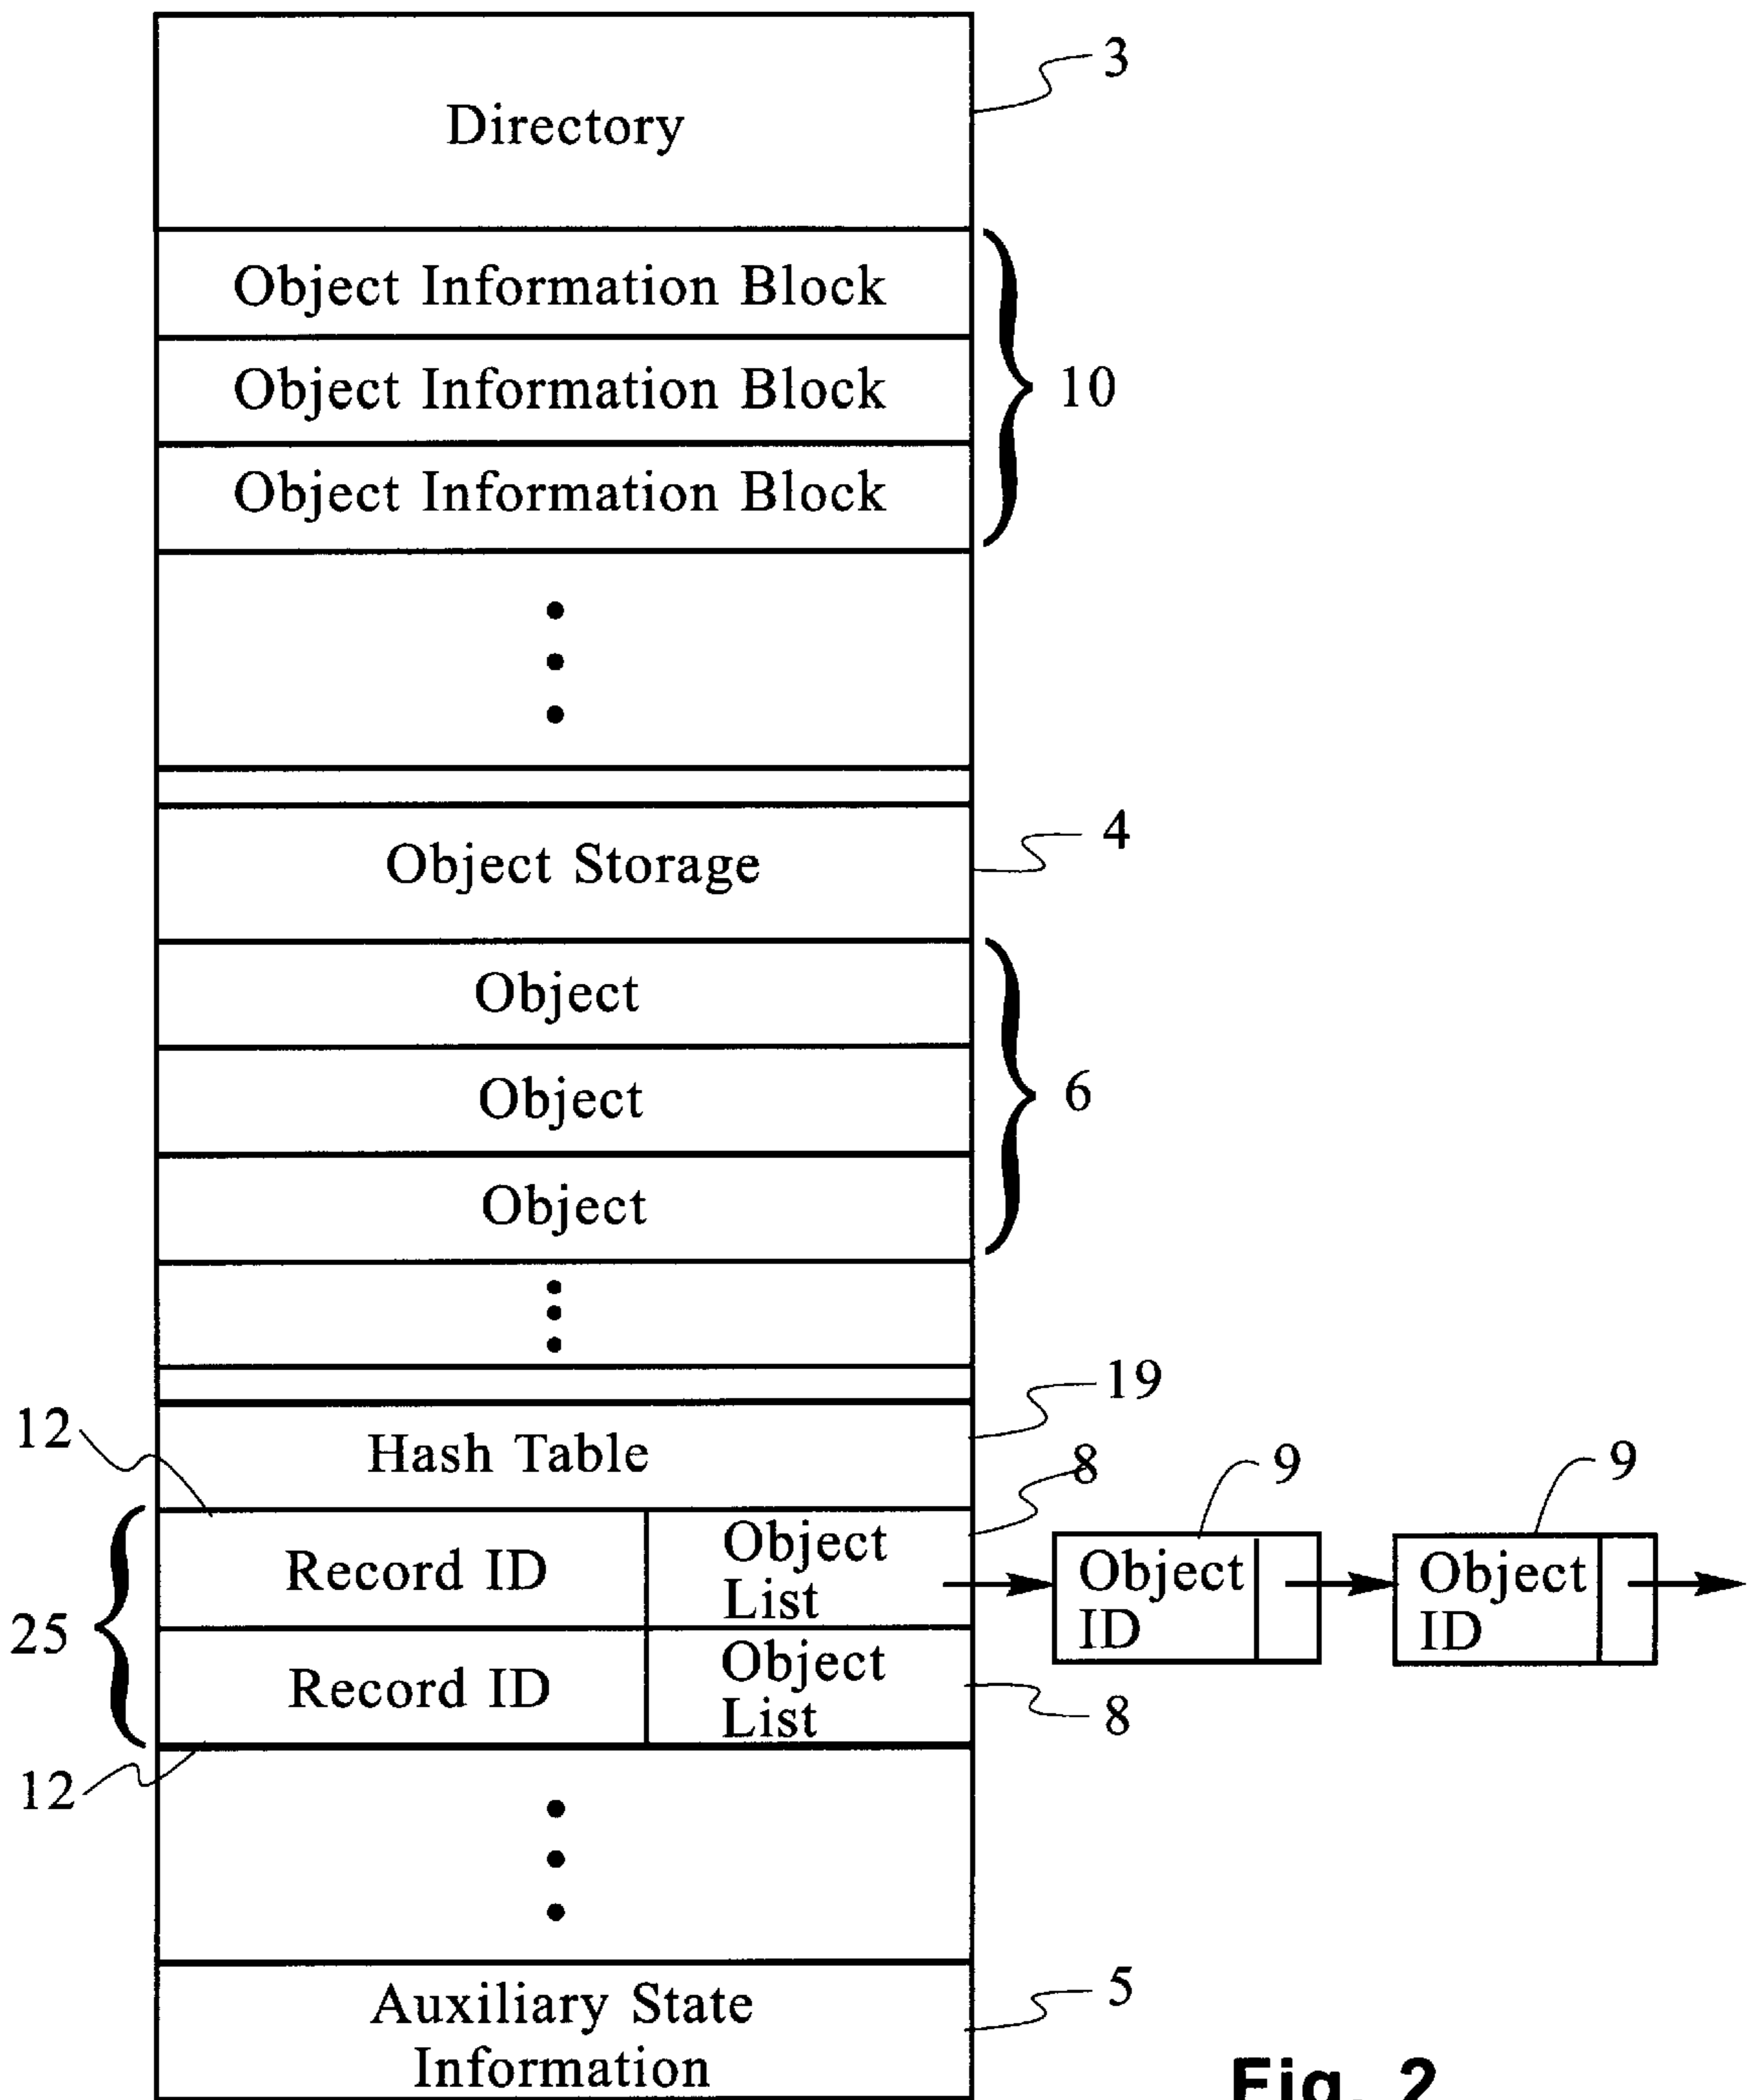 Directory
3
Object Information Block
Object Information Block
Object Information Block
10
Object Storage
4
Object
Object
Object
6
Hash Table
19
12
25
Record ID
Object
List
8
Object
ID
9
Object
ID
9
Record ID
Object
List
8
12
Auxiliary State
Information
5
Fig. 2